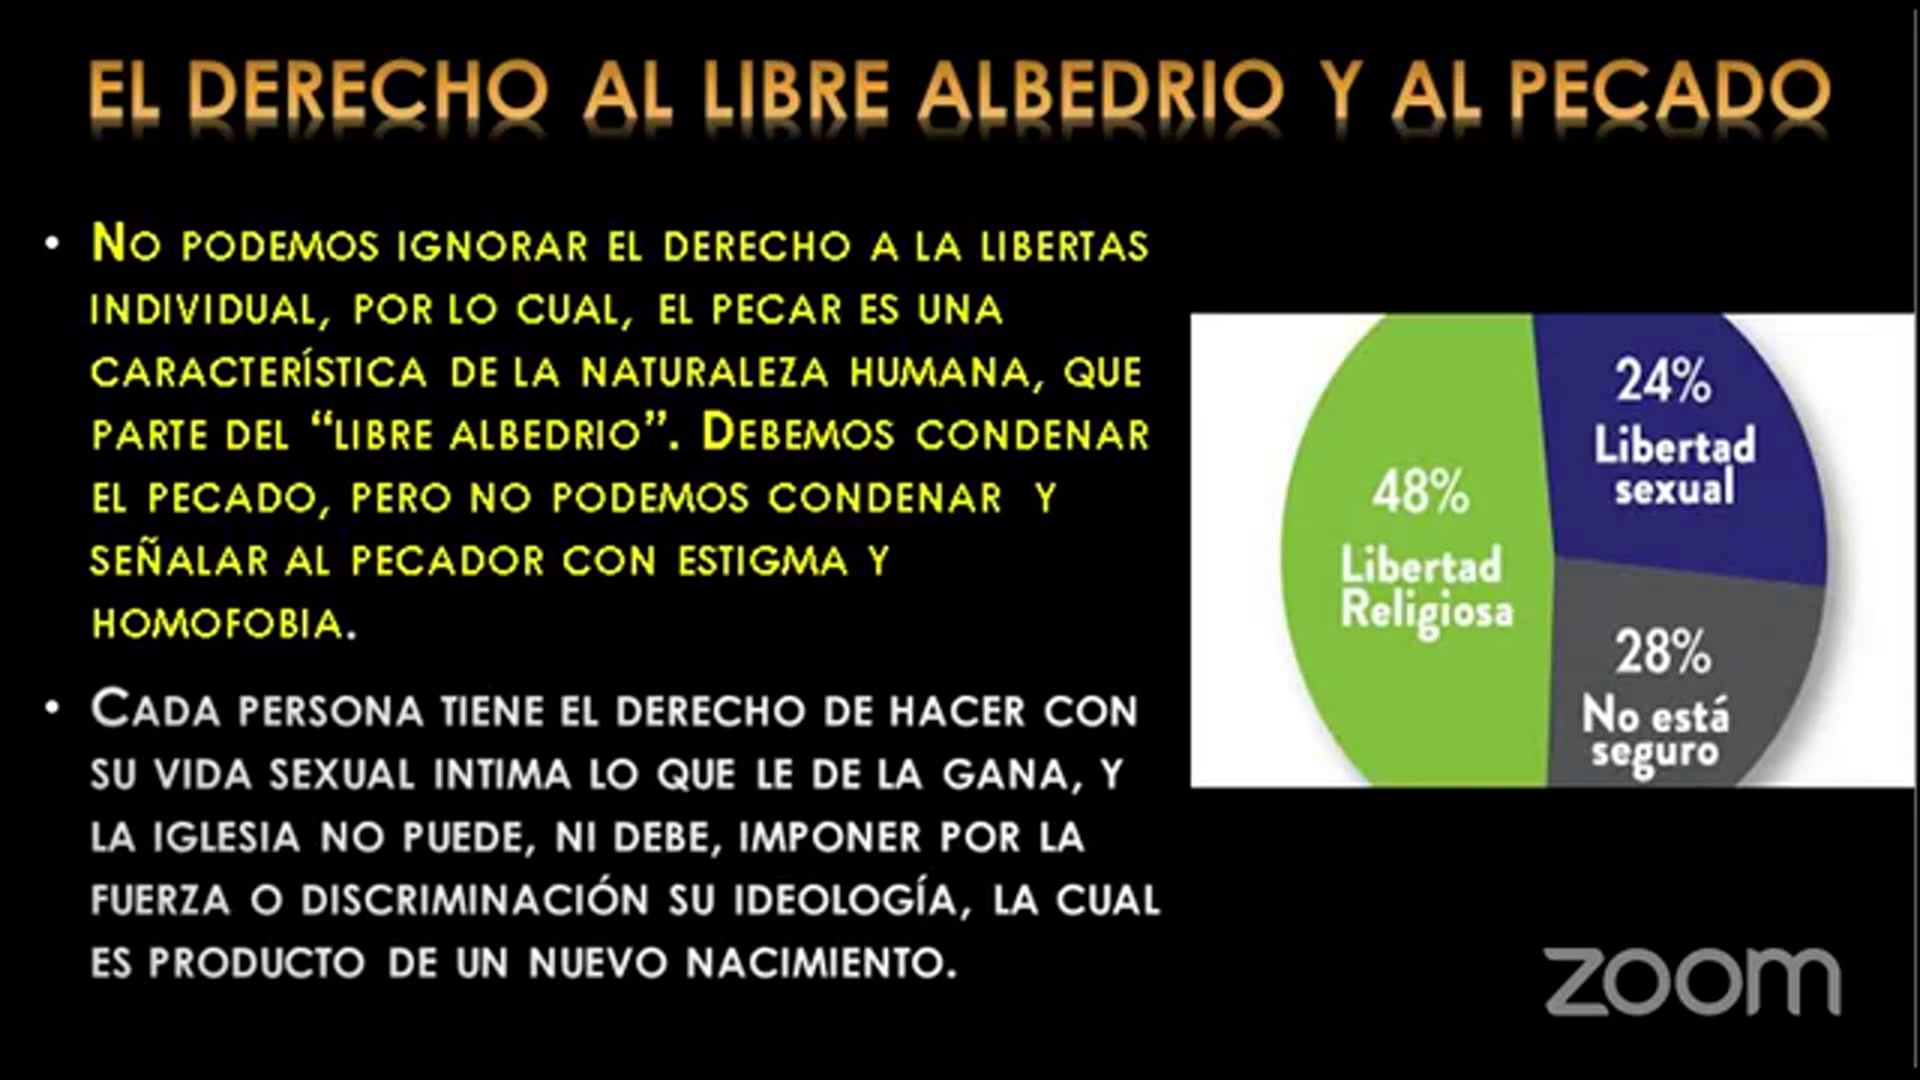 EL DERECHO AL LIBRE ALBEDRIO Y AL PECADO
• NO PODEMOS IGNORAR EL DERECHO A LA LIBERTAS
INDIVIDUAL, POR LO CUAL, EL PECAR ES UNA
CARACTERÍSTICA DE LA NATURALEZA HUMANA, QUE
PARTE DEL “LIBRE ALBEDRIO”. DEBEMOS CONDENAR
EL PECADO, PERO NO PODEMOS CONDENAR Y
SEÑALAR AL PECADOR CON ESTIGMA Y
HOMOFOBIA.
• CADA PERSONA TIENE EL DERECHO DE HACER CON
SU VIDA SEXUAL INTIMA LO QUE LE DE LA GANA, Y
LA IGLESIA NO PUEDE, NI DEBE, IMPONER POR LA
FUERZA O DISCRIMINACIÓN SU IDEOLOGÍA, LA CUAL
ES PRODUCTO DE UN NUEVO NACIMIENTO.
48%
Libertad
Religiosa
24%
Libertad
sexual
28%
No está
seguro
zoom